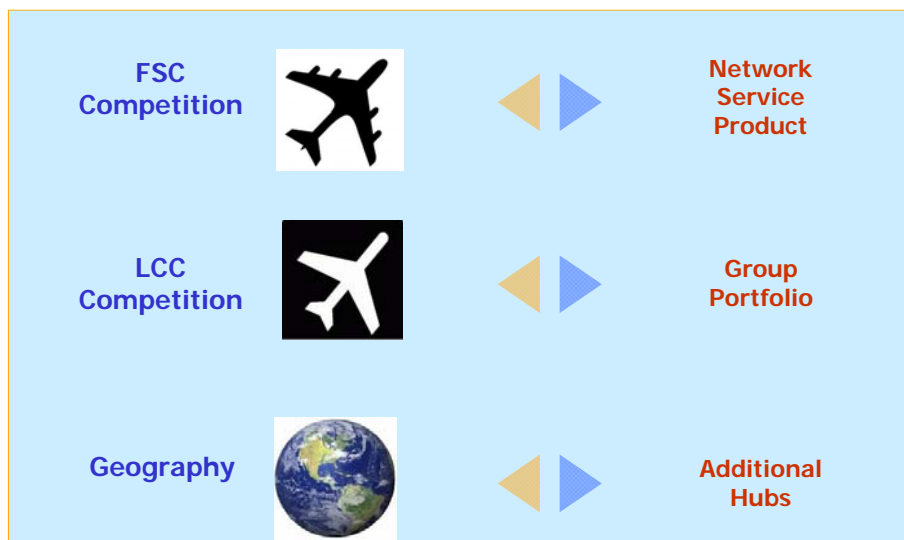 FSC
Competition
Network
Service
Product
LCC
Competition
Group
Portfolio
Geography
Additional
Hubs